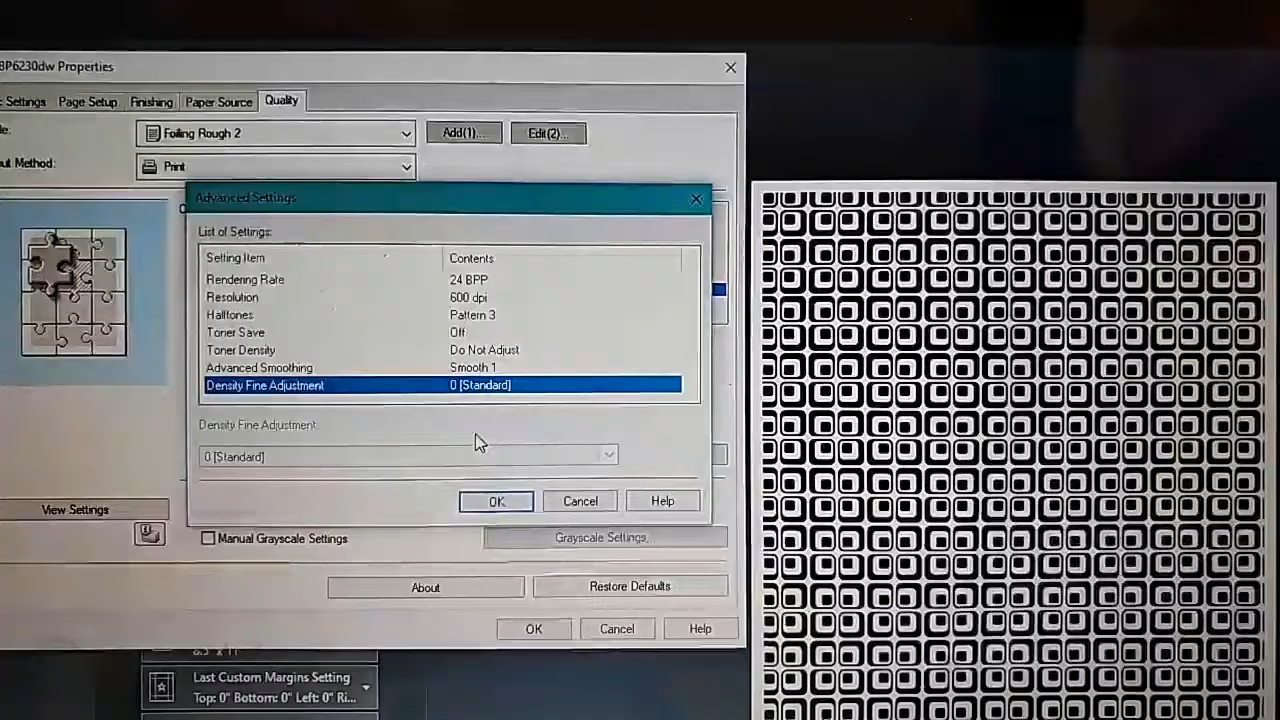 BP6230dw Properties
Settings Page Setup Finishing Paper Source Quality
Foiling Rough 2 Add(1)... Edit(2)...
Method: Print
Advanced Settings
List of Settings:
Setting Item Contents
Rendering Rate 24 BPP
Resolution 600 dpi
Halftones Pattern 3
Toner Save Off
Toner Density Do Not Adjust
Advanced Smoothing Smooth 1
Density Fine Adjustment 0 [Standard]
Density Fine Adjustment:
0 [Standard]
OK Cancel Help
View Settings
Manual Grayscale Settings Grayscale Settings...
About Restore Defaults
OK Cancel Help
8.5" x 11"
Last Custom Margins Setting
Top: 0" Bottom: 0" Left: 0" Ri...